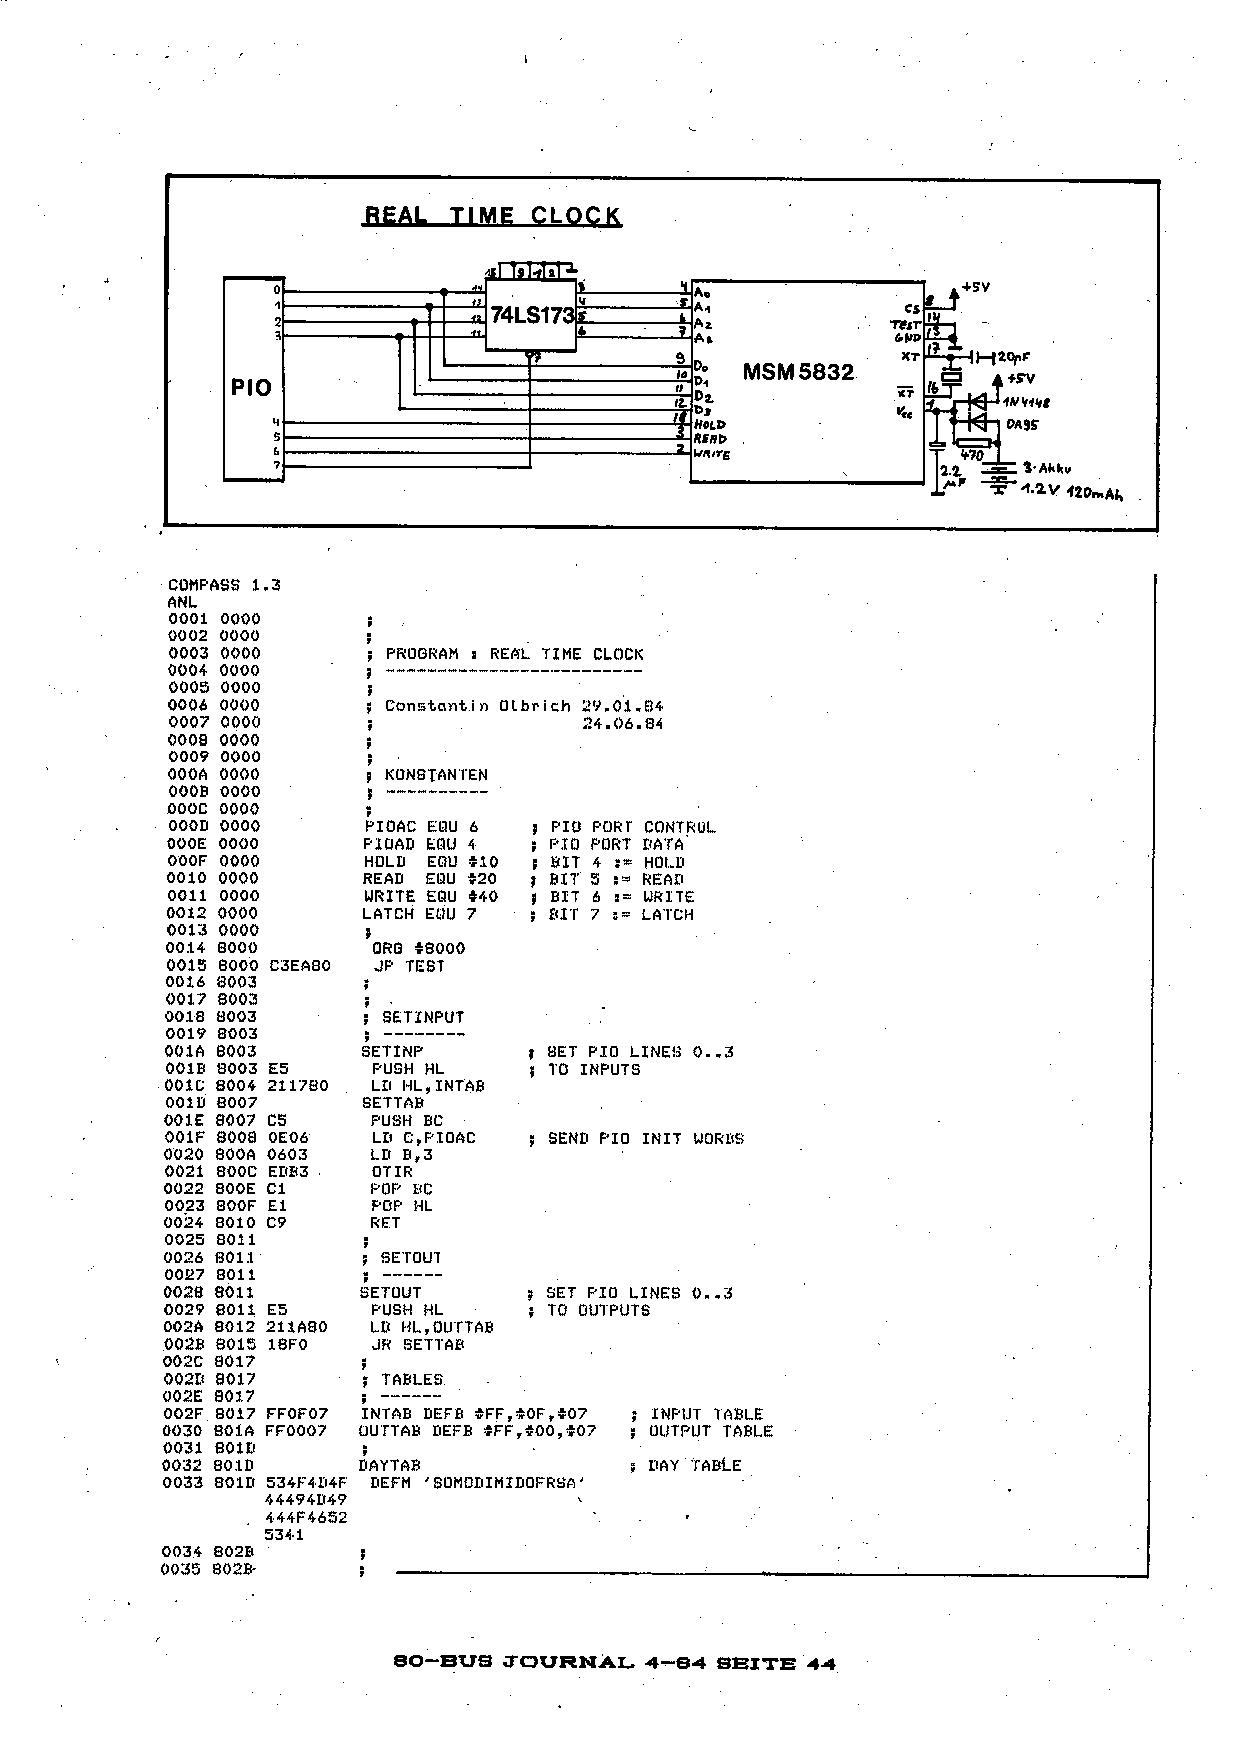 REAL TIME CLOCK
PIO
0
1
2
3
4
5
6
7
14
13
12
11
15 9 1 2
74LS173
7
3
4
5
6
4
5
6
7
9
10
11
12
18
3
2
A0
A1
A2
D0
D1
D2
D3
HOLD
READ
WRITE
MSM5832
CS
TEST
GND
XT
XT
Vcc
8
14
13
17
16
1
+5V
20pF
+5V
1N4148
OA95
470
2.2
µF
3·Akku
1.2V 120mAh
COMPASS 1.3
ANL
0001 0000 ;
0002 0000 ;
0003 0000 ; PROGRAM : REAL TIME CLOCK
0004 0000 ; -------------------------
0005 0000 ;
0006 0000 ; Constantin Olbrich 29.01.84
0007 0000 ; 24.06.84
0008 0000 ;
0009 0000 ;
000A 0000 ; KONSTANTEN
000B 0000 ; ----------
000C 0000 ;
000D 0000 PIOAC EQU 6 ; PIO PORT CONTROL
000E 0000 PIOAD EQU 4 ; PIO PORT DATA
000F 0000 HOLD EQU #10 ; BIT 4 := HOLD
0010 0000 READ EQU #20 ; BIT 5 := READ
0011 0000 WRITE EQU #40 ; BIT 6 := WRITE
0012 0000 LATCH EQU 7 ; BIT 7 := LATCH
0013 0000 ;
0014 8000 ORG #8000
0015 8000 C3EA80 JP TEST
0016 8003 ;
0017 8003 ;
0018 8003 ; SETINPUT
0019 8003 ; --------
001A 8003 SETINP ; SET PIO LINES 0..3
001B 8003 E5 PUSH HL ; TO INPUTS
001C 8004 211780 LD HL,INTAB
001D 8007 SETTAB
001E 8007 C5 PUSH BC
001F 8008 0E06 LD C,PIOAC ; SEND PIO INIT WORDS
0020 800A 0603 LD B,3
0021 800C EDB3 OTIR
0022 800E C1 POP BC
0023 800F E1 POP HL
0024 8010 C9 RET
0025 8011 ;
0026 8011 ; SETOUT
0027 8011 ; ------
0028 8011 SETOUT ; SET PIO LINES 0..3
0029 8011 E5 PUSH HL ; TO OUTPUTS
002A 8012 211A80 LD HL,OUTTAB
002B 8015 18F0 JR SETTAB
002C 8017 ;
002D 8017 ; TABLES
002E 8017 ; ------
002F 8017 FF0F07 INTAB DEFB #FF,#0F,#07 ; INPUT TABLE
0030 801A FF0007 OUTTAB DEFB #FF,#00,#07 ; OUTPUT TABLE
0031 801D ;
0032 801D DAYTAB ; DAY TABLE
0033 801D 534F4D4F DEFM 'SOMODIMIDOFRSA'
44494D49
444F4652
5341
0034 802B ;
0035 802B ;
80-BUS JOURNAL 4-84 SEITE 44